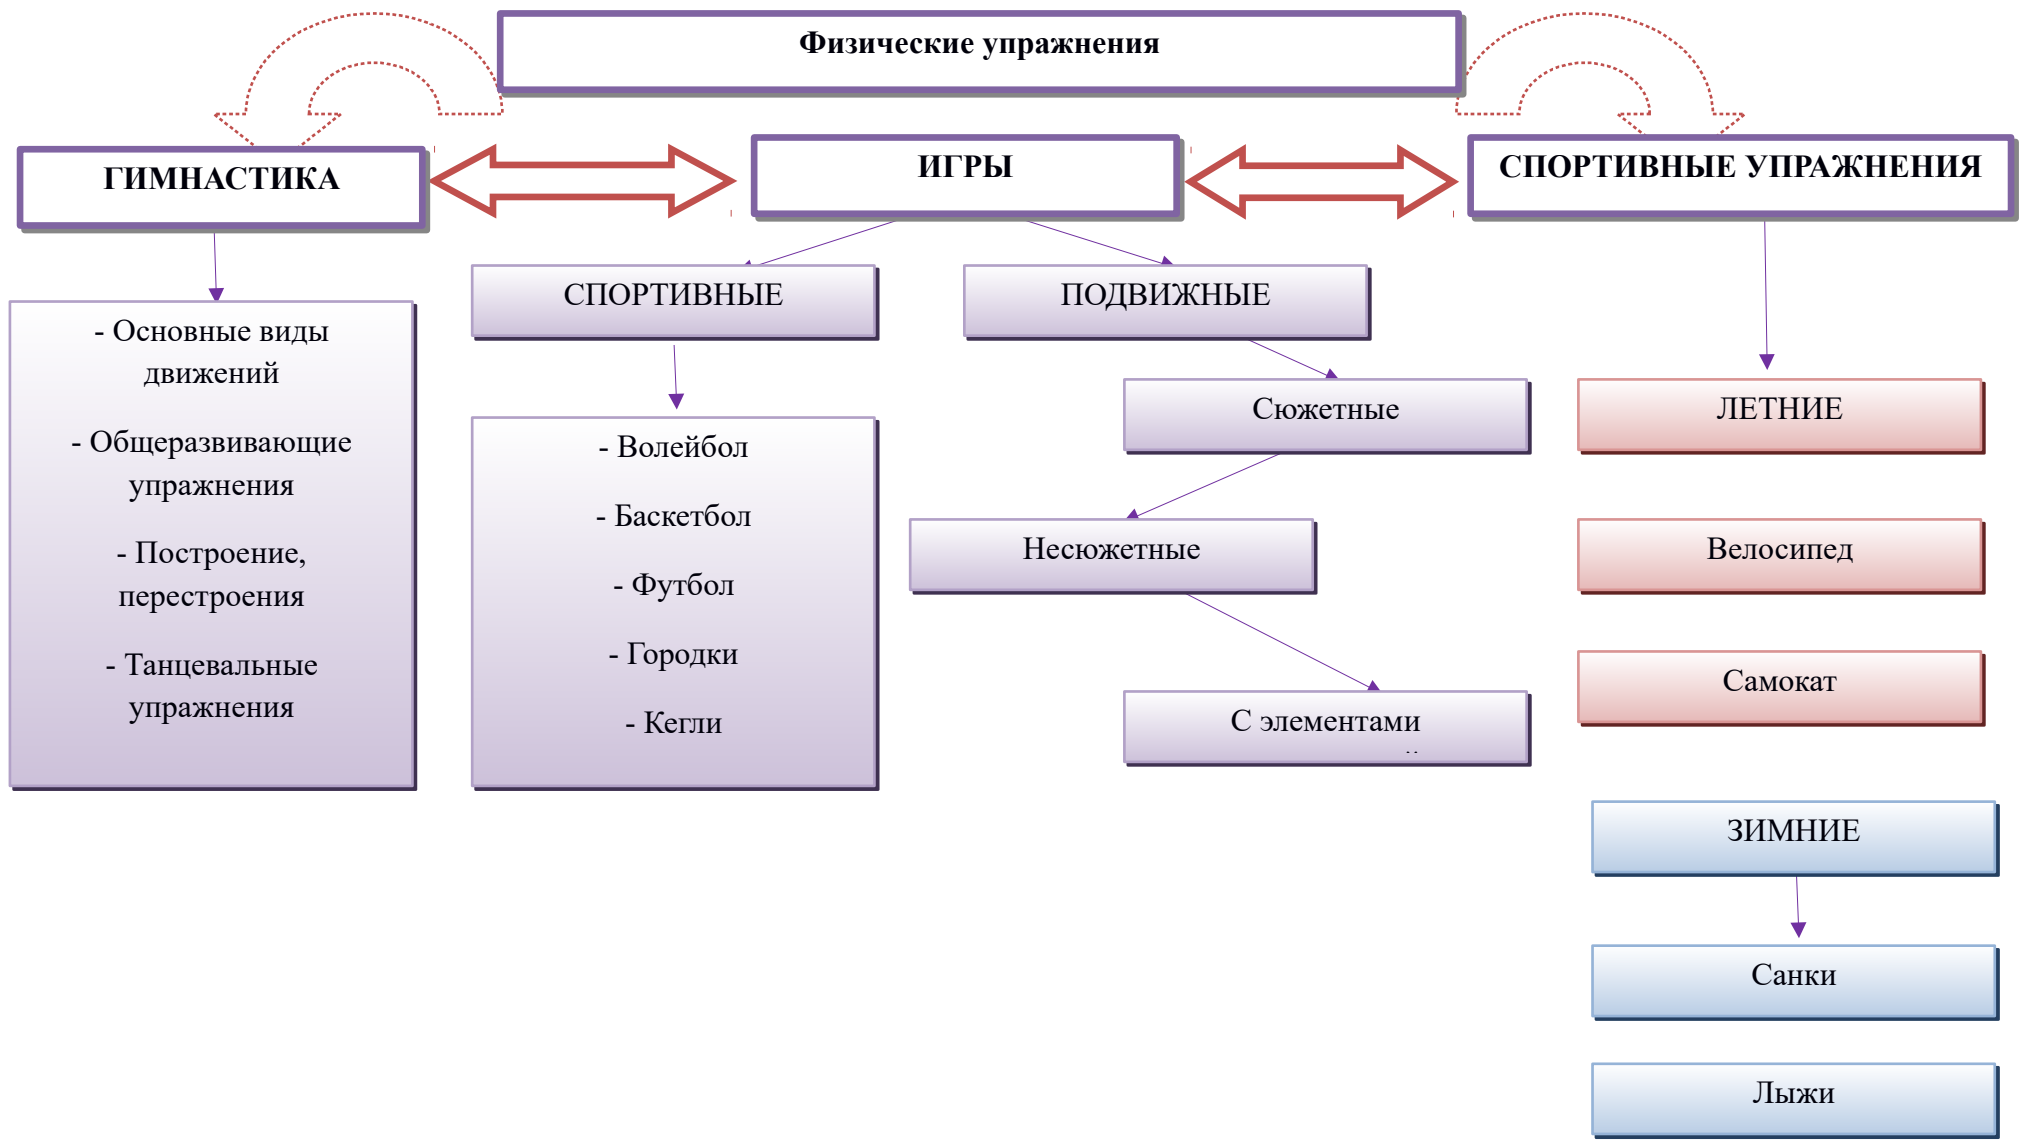 Физические упражнения
ГИМНАСТИКА
ИГРЫ
СПОРТИВНЫЕ УПРАЖНЕНИЯ
- Основные виды
движений
- Общеразвивающие
упражнения
- Построение,
перестроения
- Танцевальные
упражнения
СПОРТИВНЫЕ
- Волейбол
- Баскетбол
- Футбол
- Городки
- Кегли
ПОДВИЖНЫЕ
Сюжетные
Несюжетные
С элементами
ЛЕТНИЕ
Велосипед
Самокат
ЗИМНИЕ
Санки
Лыжи